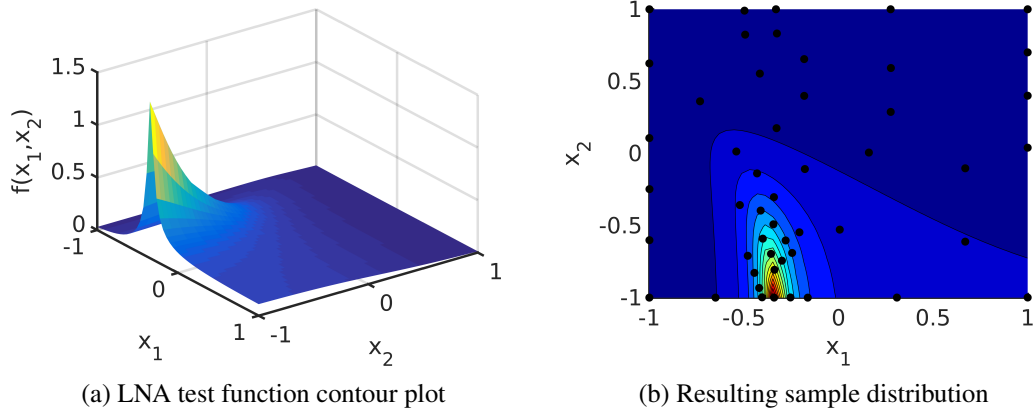 1.5
1
0.5
0
-1
0
1
-1
0
1
f(x₁,x₂)
x₁
x₂
1
0.5
0
-0.5
-1
-1
-0.5
0
0.5
1
x₂
x₁
(a) LNA test function contour plot
(b) Resulting sample distribution